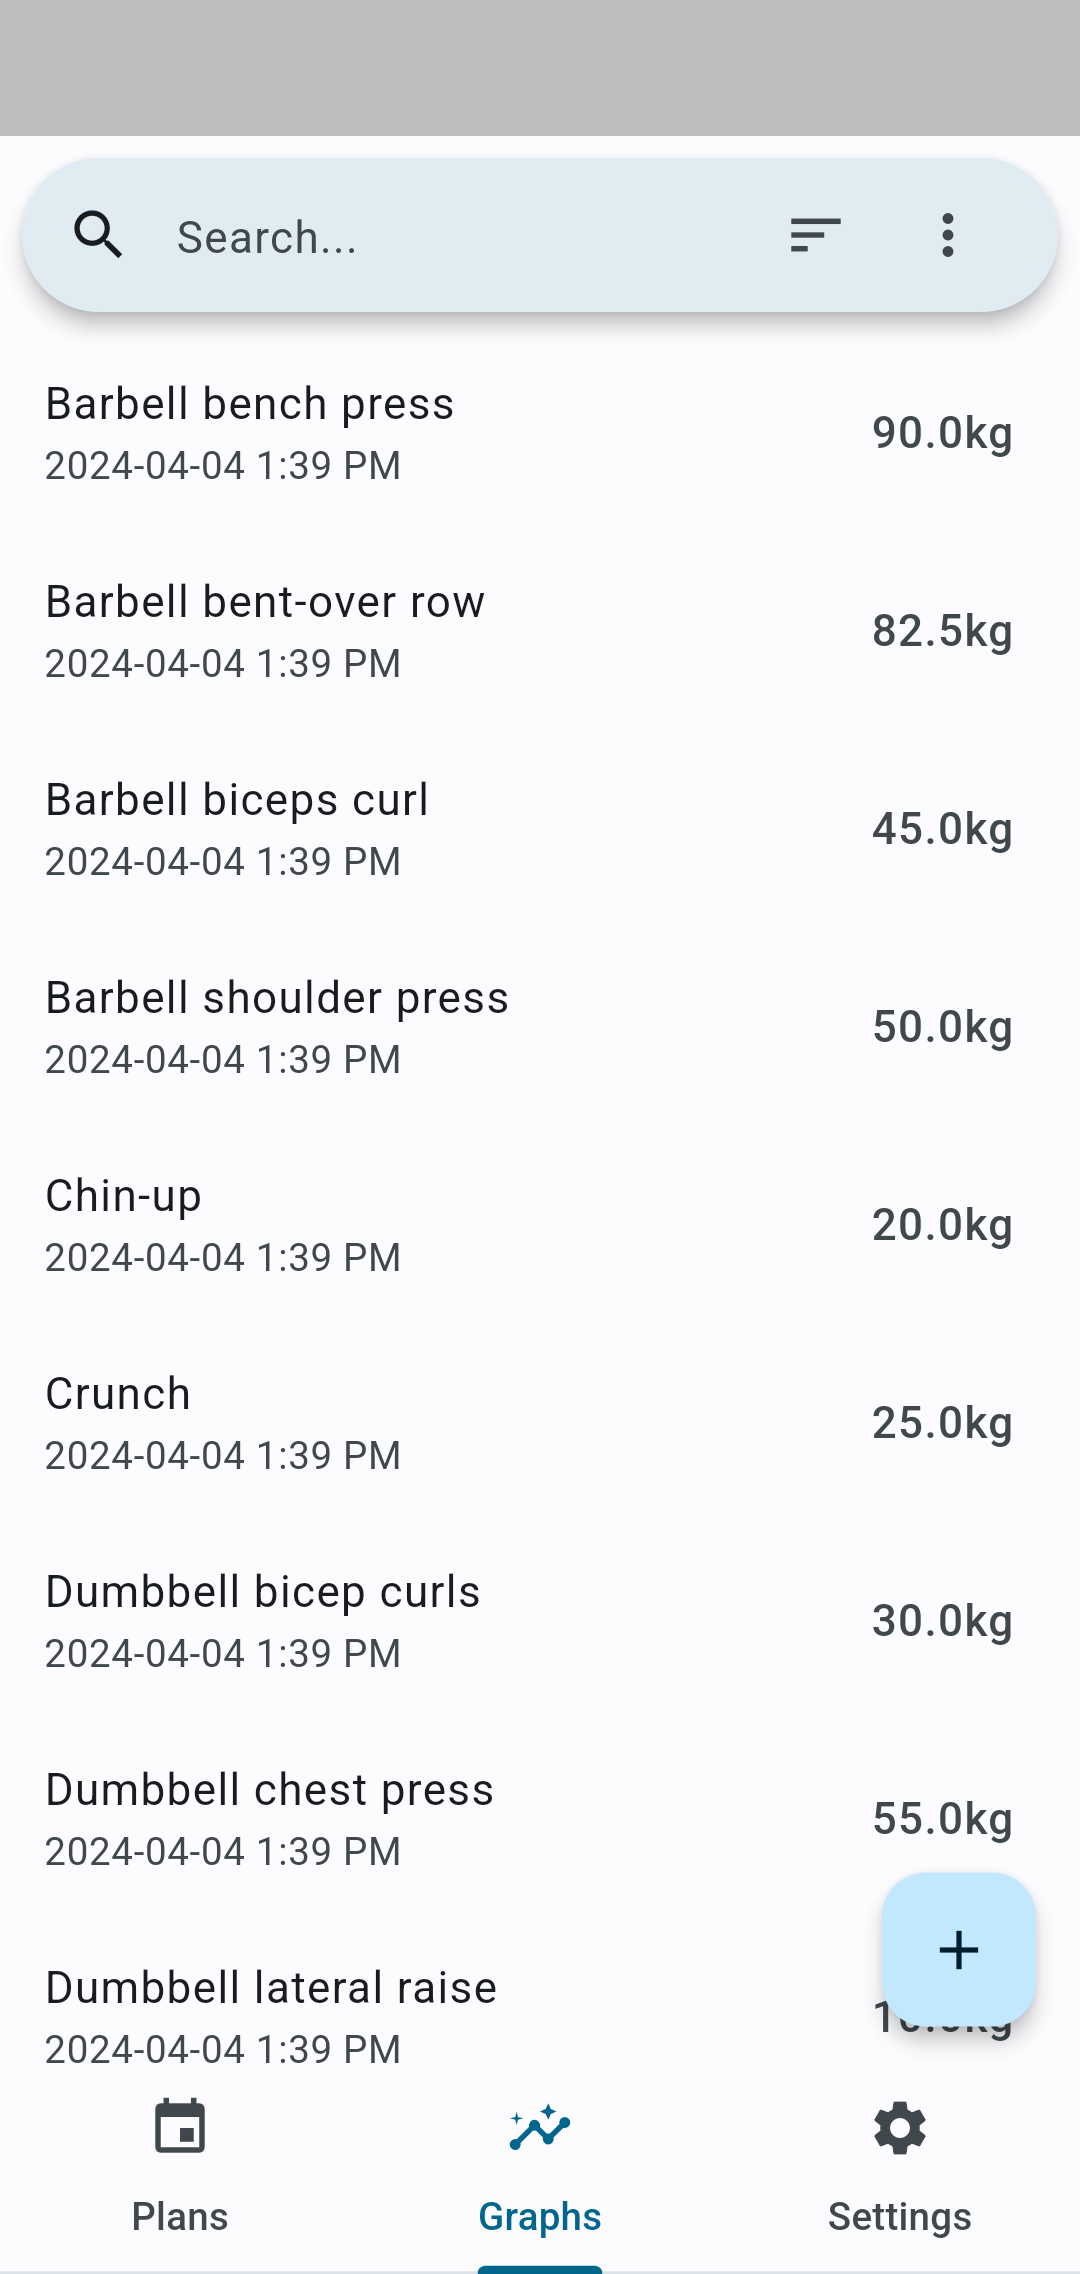 Search...
Barbell bench press
2024-04-04 1:39 PM
90.0kg
Barbell bent-over row
2024-04-04 1:39 PM
82.5kg
Barbell biceps curl
2024-04-04 1:39 PM
45.0kg
Barbell shoulder press
2024-04-04 1:39 PM
50.0kg
Chin-up
2024-04-04 1:39 PM
20.0kg
Crunch
2024-04-04 1:39 PM
25.0kg
Dumbbell bicep curls
2024-04-04 1:39 PM
30.0kg
Dumbbell chest press
2024-04-04 1:39 PM
55.0kg
Dumbbell lateral raise
2024-04-04 1:39 PM
Plans
Graphs
Settings